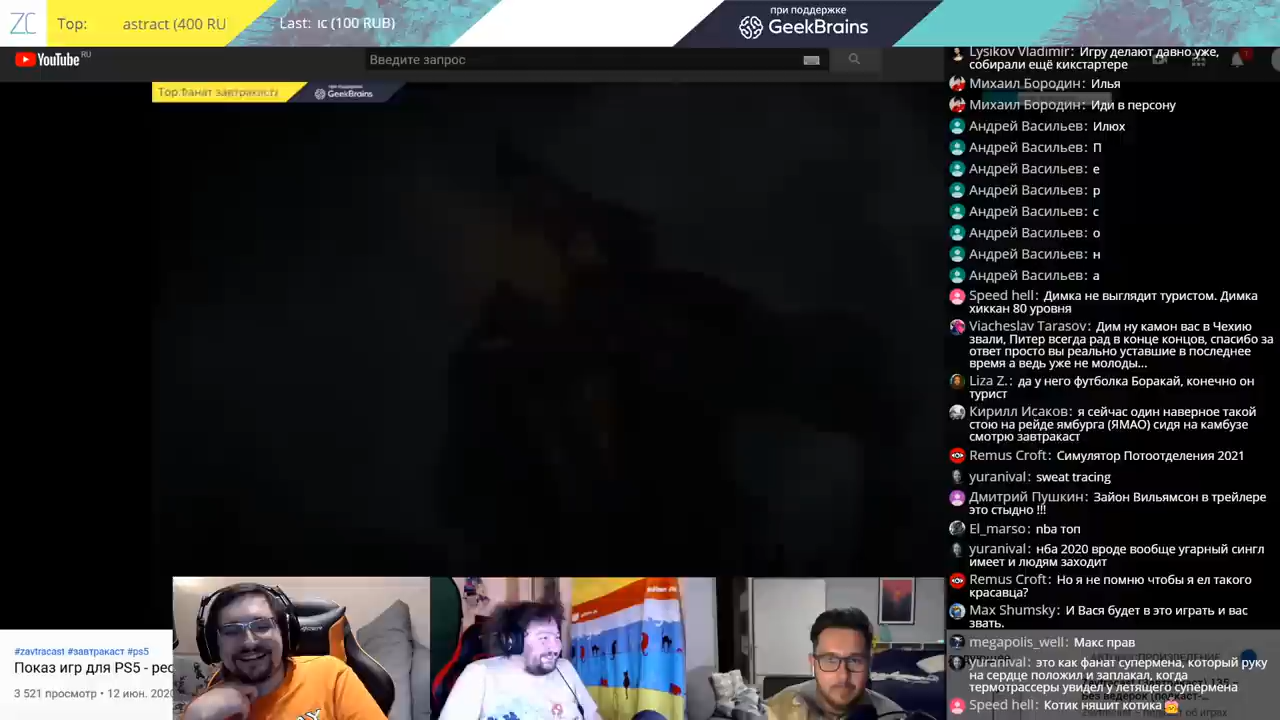 ZC
Top: astract (400 RU
Last: ıc (100 RUB)
при поддержке
GeekBrains
YouTube RU
Введите запрос
GeekBrains
Lysikov Vladimir: Игру делают давно уже,
собирали ещё кикстартере
Михаил Бородин: Илья
Михаил Бородин: Иди в персону
Андрей Васильев: Илюх
Андрей Васильев: П
Андрей Васильев: е
Андрей Васильев: р
Андрей Васильев: с
Андрей Васильев: о
Андрей Васильев: н
Андрей Васильев: а
Speed hell: Димка не выглядит туристом. Димка
хиккан 80 уровня
Viacheslav Tarasov: Дим ну камон вас в Чехию
звали, Питер всегда рад в конце концов, спасибо за
ответ просто вы реально уставшие в последнее
время а ведь уже не молоды...
Liza Z.: да у него футболка Боракай, конечно он
турист
Кирилл Исаков: я сейчас один наверное такой
стою на рейде ямбурга (ЯМАО) сидя на камбузе
смотрю завтракаст
Remus Croft: Симулятор Потоотделения 2021
yuranival: sweat tracing
Дмитрий Пушкин: Зайон Вильямсон в трейлере
это стыдно !!!
El_marso: nba топ
yuranival: нба 2020 вроде вообще угарный сингл
имеет и людям заходит
Remus Croft: Но я не помню чтобы я ел такого
красавца?
Max Shumsky: И Вася будет в это играть и вас
звать.
megapolis_well: Макс прав
yuranival: это как фанат супермена, который руку
на сердце положил и заплакал, когда
термотрассеры увидел у летящего супермена
Speed hell: Котик няшит котика
#zavtracast #завтракаст #ps5
Показ игр для PS5 - рес
3 521 просмотр • 12 июн. 2020